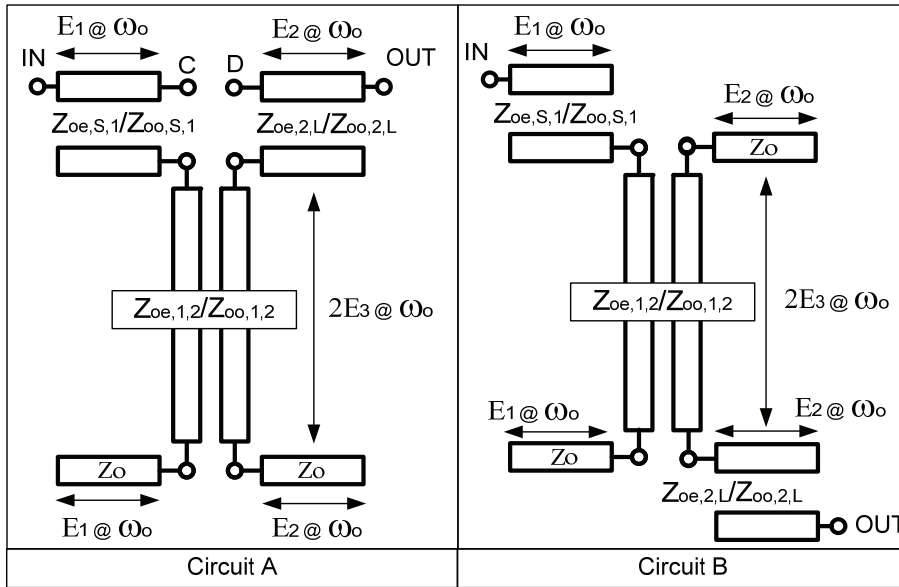 E1 @ ωo
E2 @ ωo
IN
C
D
OUT
Zoe,S,1/Zoo,S,1
Zoe,2,L/Zoo,2,L
Zoe,1,2/Zoo,1,2
2E3 @ ωo
Zo
Zo
E1 @ ωo
E2 @ ωo
Circuit A
IN
E1 @ ωo
Zoe,S,1/Zoo,S,1
E2 @ ωo
Zo
Zoe,1,2/Zoo,1,2
2E3 @ ωo
E1 @ ωo
E2 @ ωo
Zo
Zoe,2,L/Zoo,2,L
OUT
Circuit B